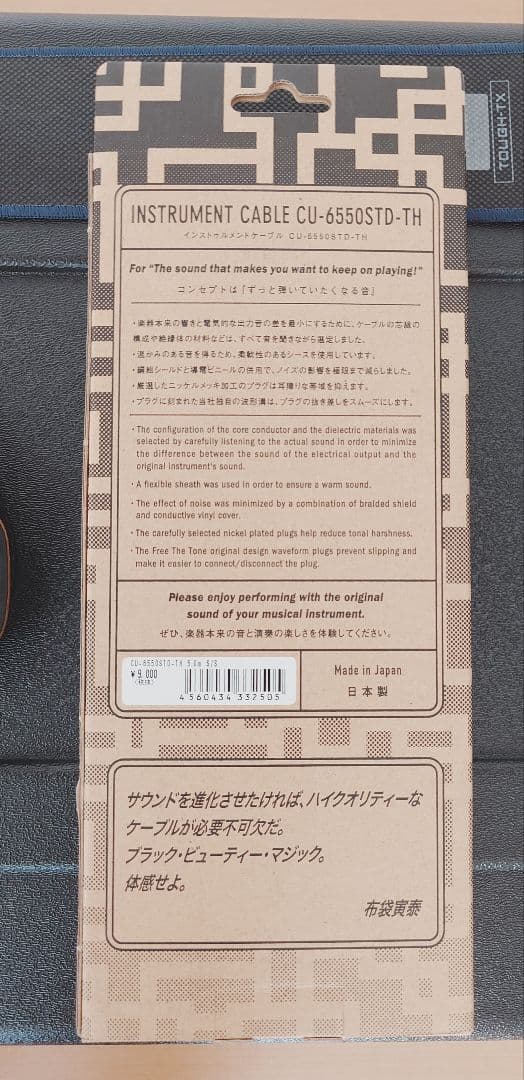 TOUGH-TX
INSTRUMENT CABLE CU-6550STD-TH
インストゥルメントケーブル CU-6550STD-TH
For "The sound that makes you want to keep on playing!"
コンセプトは「ずっと弾いていたくなる音」
・楽器本来の響きと電気的な出力音の差を最小にするために、ケーブルの芯線の
構成や絶縁体の材料などは、すべて音を聞きながら選定しました。
・温かみのある音を得るため、柔軟性のあるシースを使用しています。
・編組シールドと導電ビニールの併用で、ノイズの影響を極限まで減らしました。
・厳選したニッケルメッキ加工のプラグは耳障りな帯域を抑えます。
・プラグに刻まれた当社独自の波形溝は、プラグの抜き差しをスムーズにします。
・The configuration of the core conductor and the dielectric materials was
selected by carefully listening to the actual sound in order to minimize
the difference between the sound of the electrical output and the
original instrument's sound.
・A flexible sheath was used in order to ensure a warm sound.
・The effect of noise was minimized by a combination of braided shield
and conductive vinyl cover.
・The carefully selected nickel plated plugs help reduce tonal harshness.
・The Free The Tone original design waveform plugs prevent slipping and
make it easier to connect/disconnect the plug.
Please enjoy performing with the original
sound of your musical instrument.
ぜひ、楽器本来の音と演奏の楽しさを体験してください。
CU-6550STD-TH 5.0m S/S
¥9,000
(税抜)
4560434332505
Made in Japan
日本製
サウンドを進化させたければ、ハイクオリティーな
ケーブルが必要不可欠だ。
ブラック・ビューティー・マジック。
体感せよ。
布袋寅泰